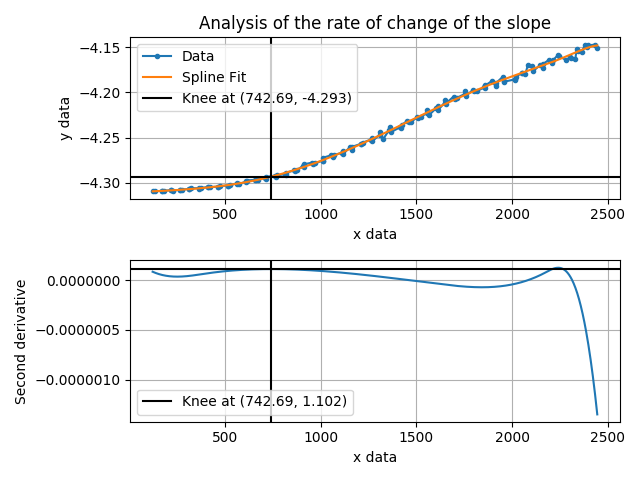 Analysis of the rate of change of the slope
y data
−4.15
−4.20
−4.25
−4.30
Data
Spline Fit
Knee at (742.69, -4.293)
500 1000 1500 2000 2500
x data
Second derivative
0.0000000
−0.0000005
−0.0000010
Knee at (742.69, 1.102)
500 1000 1500 2000 2500
x data